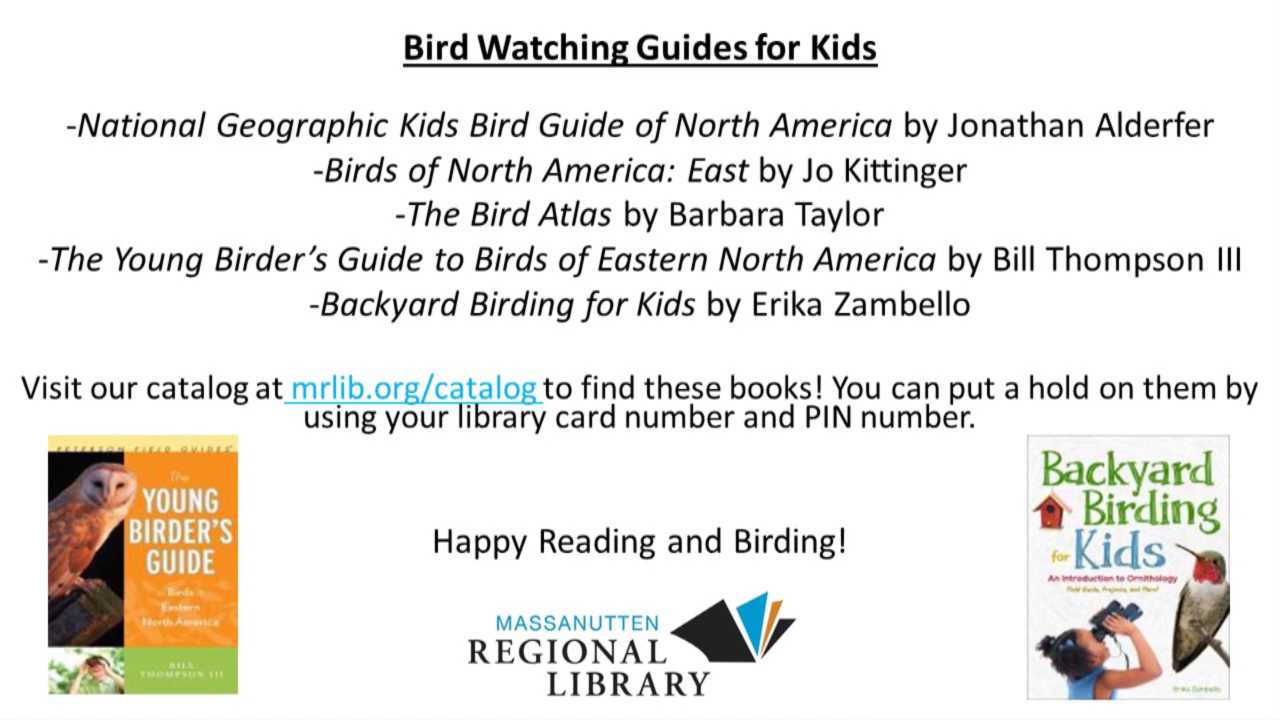 Bird Watching Guides for Kids
-National Geographic Kids Bird Guide of North America by Jonathan Alderfer
-Birds of North America: East by Jo Kittinger
-The Bird Atlas by Barbara Taylor
-The Young Birder’s Guide to Birds of Eastern North America by Bill Thompson III
-Backyard Birding for Kids by Erika Zambello
Visit our catalog at mrlib.org/catalog to find these books! You can put a hold on them by
using your library card number and PIN number.
PETERSON FIELD GUIDES
The
YOUNG
BIRDER'S
GUIDE
Birds
Eastern
North America
BILL
THOMPSON III
Happy Reading and Birding!
MASSANUTTEN
REGIONAL
LIBRARY
Backyard
Birding
for Kids
An Introduction to Ornithology
Field Guide, Projects, and More!
Erika Zambello